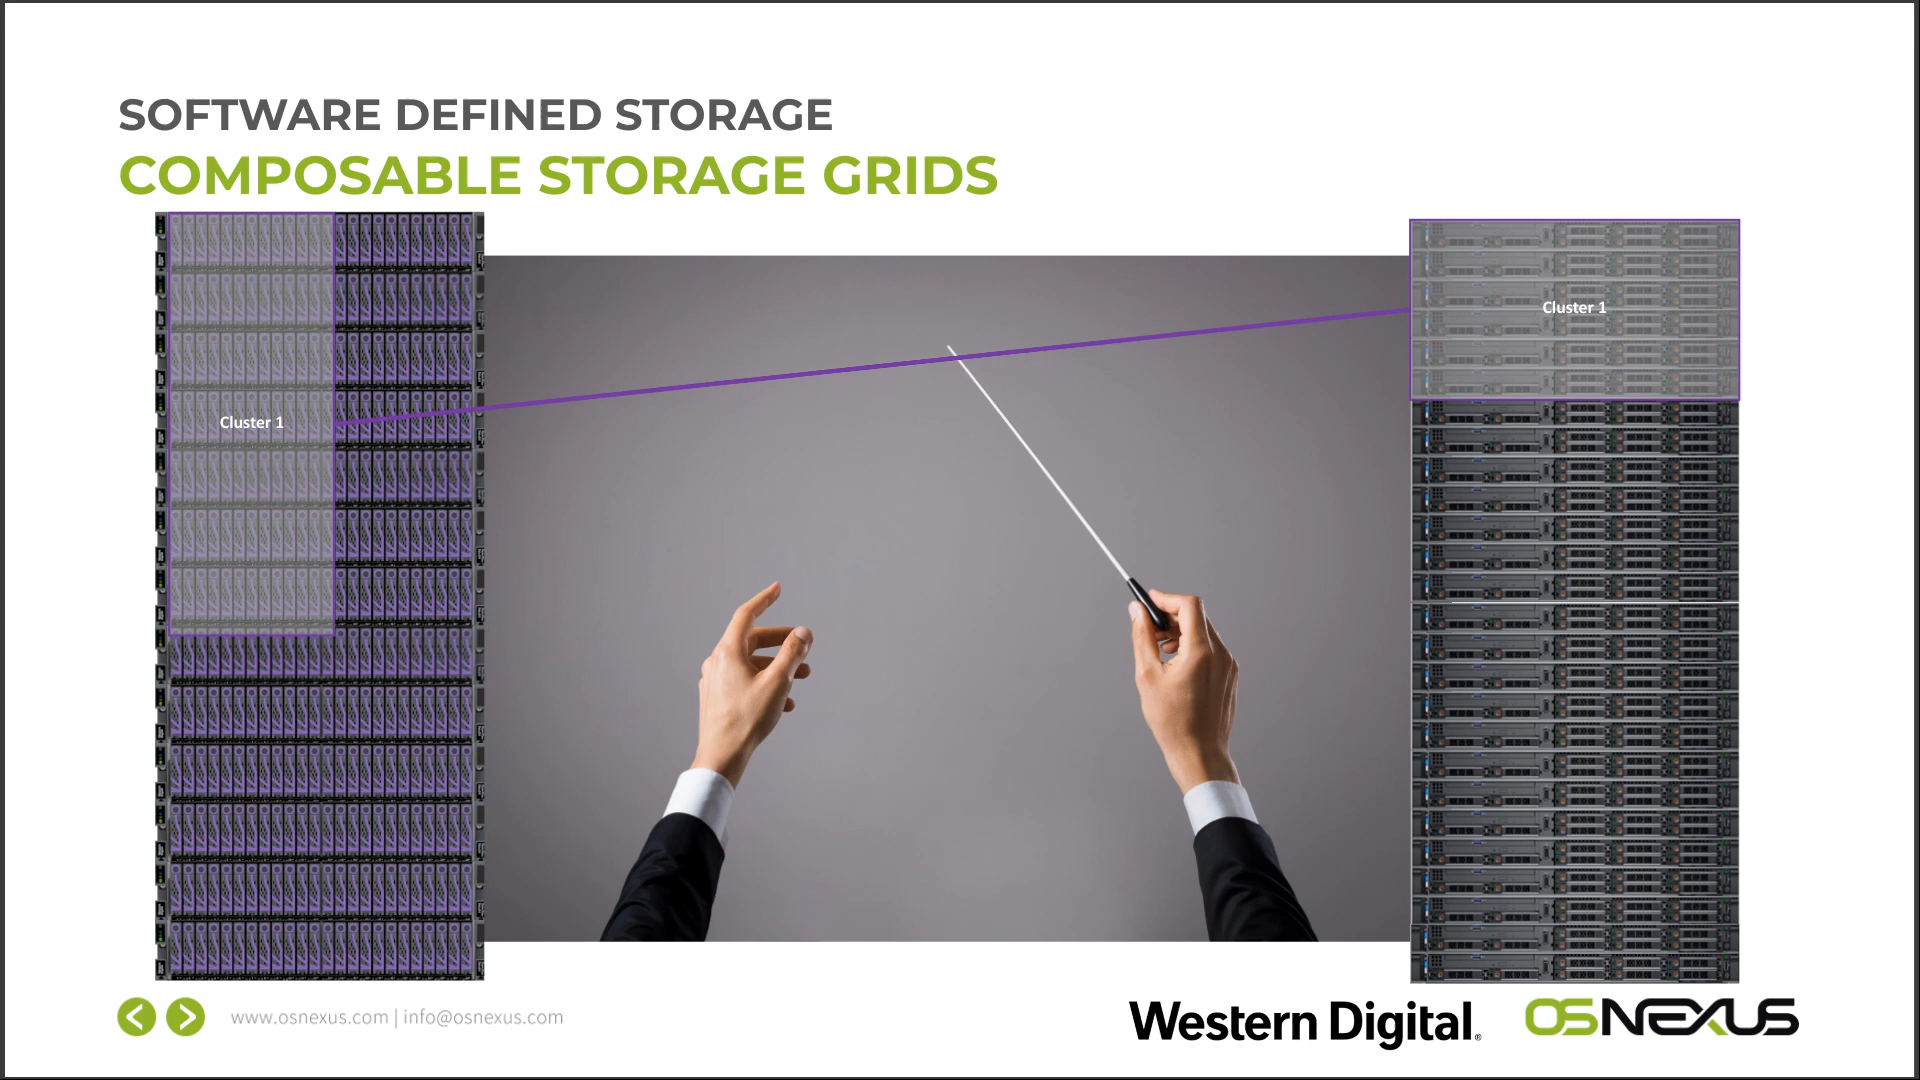 SOFTWARE DEFINED STORAGE
COMPOSABLE STORAGE GRIDS
Cluster 1
Cluster 1
www.osnexus.com | info@osnexus.com
Western Digital®
OSNEXUS